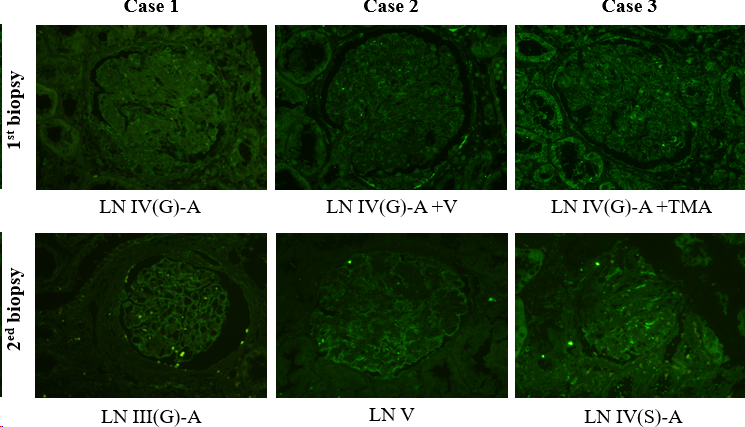 Case 1 Case 2 Case 3
1st biopsy
LN IV(G)-A LN IV(G)-A +V LN IV(G)-A +TMA
2ed biopsy
LN III(G)-A LN V LN IV(S)-A